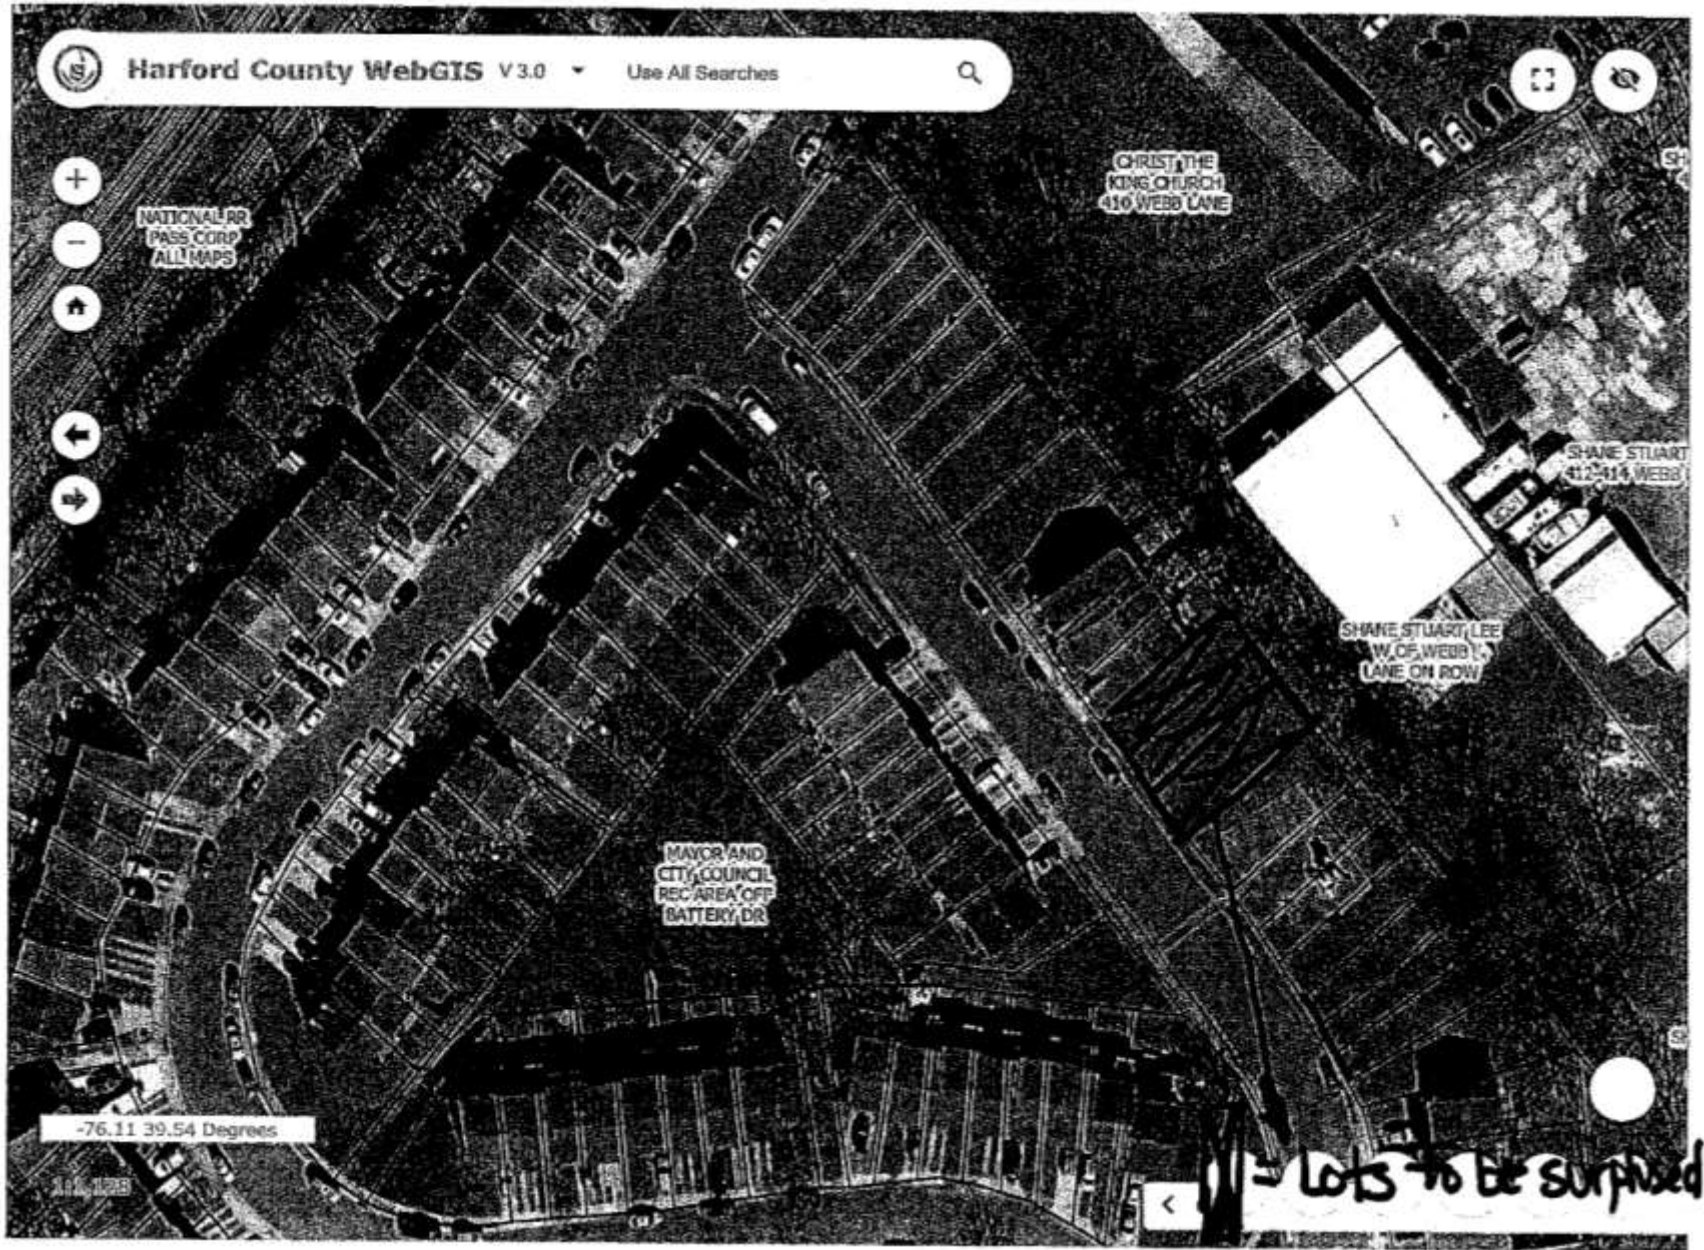 Harford County WebGIS V 3.0 Use All Searches
NATIONAL RR
PASS CORP
ALL MAPS
CHRIST THE
KING CHURCH
410 WEBB LANE
SH
SHANE STUART
412-414 WEBB
SHANE STUART LEE
W OF WEBB
LANE ON ROW
MAYOR AND
CITY COUNCIL
REC AREA OFF
BATTERY DR
-76.11 39.54 Degrees
= Lots to be surplused